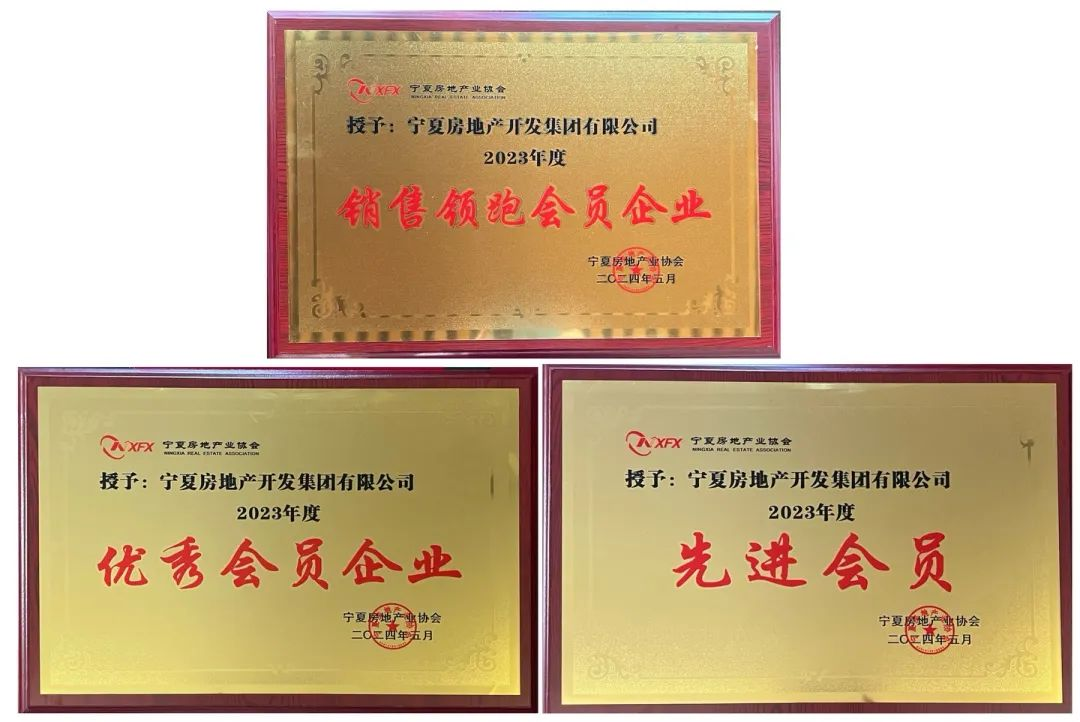 NXFX 宁夏房地产业协会
NINGXIA REAL ESTATE ASSOCIATION
授予：宁夏房地产开发集团有限公司
2023年度
销售领跑会员企业
宁夏房地产业协会
二〇二四年五月
NXFX 宁夏房地产业协会
NINGXIA REAL ESTATE ASSOCIATION
授予：宁夏房地产开发集团有限公司
2023年度
优秀会员企业
宁夏房地产业协会
二〇二四年五月
NXFX 宁夏房地产业协会
NINGXIA REAL ESTATE ASSOCIATION
授予：宁夏房地产开发集团有限公司
2023年度
先进会员
宁夏房地产业协会
二〇二四年五月